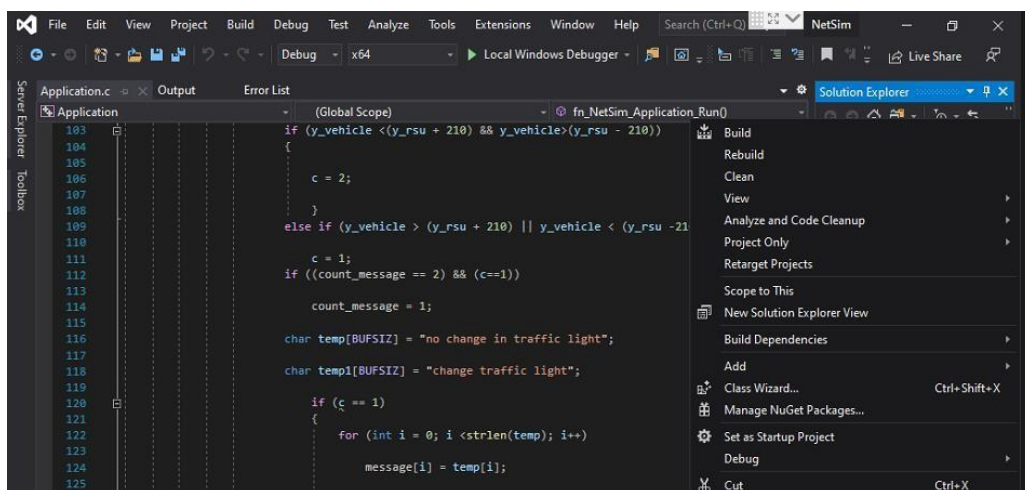 File Edit View Project Build Debug Test Analyze Tools Extensions Window Help Search (Ctrl+Q) NetSim
Debug x64 Local Windows Debugger Live Share
Server Explorer
Toolbox
Application.c Output Error List Solution Explorer
Application (Global Scope) fn_NetSim_Application_Run()
103 if (y_vehicle <(y_rsu + 210) && y_vehicle>(y_rsu - 210))
104 {
105
106 c = 2;
107
108 }
109 else if (y_vehicle > (y_rsu + 210) || y_vehicle < (y_rsu -21
110
111 c = 1;
112 if ((count_message == 2) && (c==1))
113
114 count_message = 1;
115
116 char temp[BUFSIZ] = "no change in traffic light";
117
118 char temp1[BUFSIZ] = "change traffic light";
119
120 if (c == 1)
121 {
122 for (int i = 0; i <strlen(temp); i++)
123
124 message[i] = temp[i];
125
Build
Rebuild
Clean
View
Analyze and Code Cleanup
Project Only
Retarget Projects
Scope to This
New Solution Explorer View
Build Dependencies
Add
Class Wizard... Ctrl+Shift+X
Manage NuGet Packages...
Set as Startup Project
Debug
Cut Ctrl+X